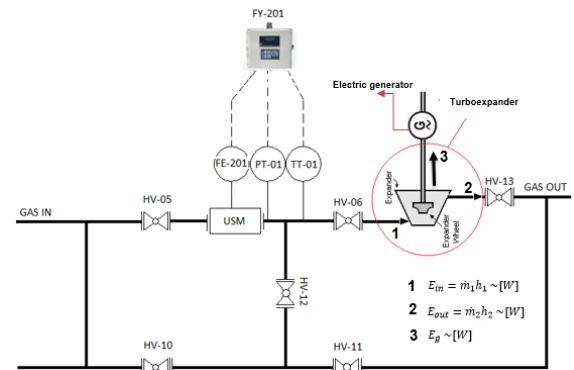 FY-201
Electric generator
Turboexpander
G~
3
FE-201
PT-01
TT-01
Expander
2
HV-13
GAS OUT
HV-05
HV-06
GAS IN
USM
1
Expander
Wheel
HV-12
1 E_in = ṁ₁h₁ ~[W]
2 E_out = ṁ₂h₂ ~[W]
3 E_g ~[W]
HV-10
HV-11